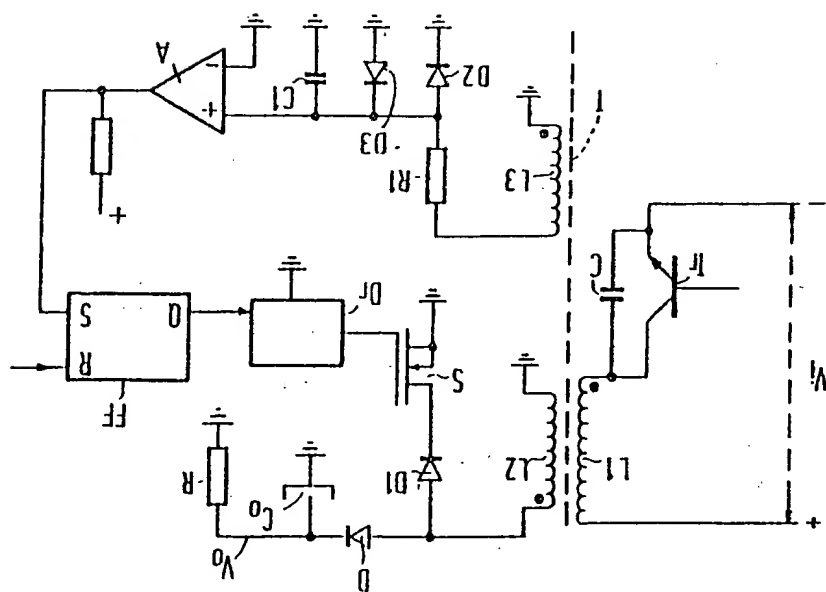 D
Vo
+
Co
R
D1
L1
L2
FF
S
Vi
R
Q
S
Dr
C
Tr
+
-
L3
R1
D3
+
T
C1
D2
-
A